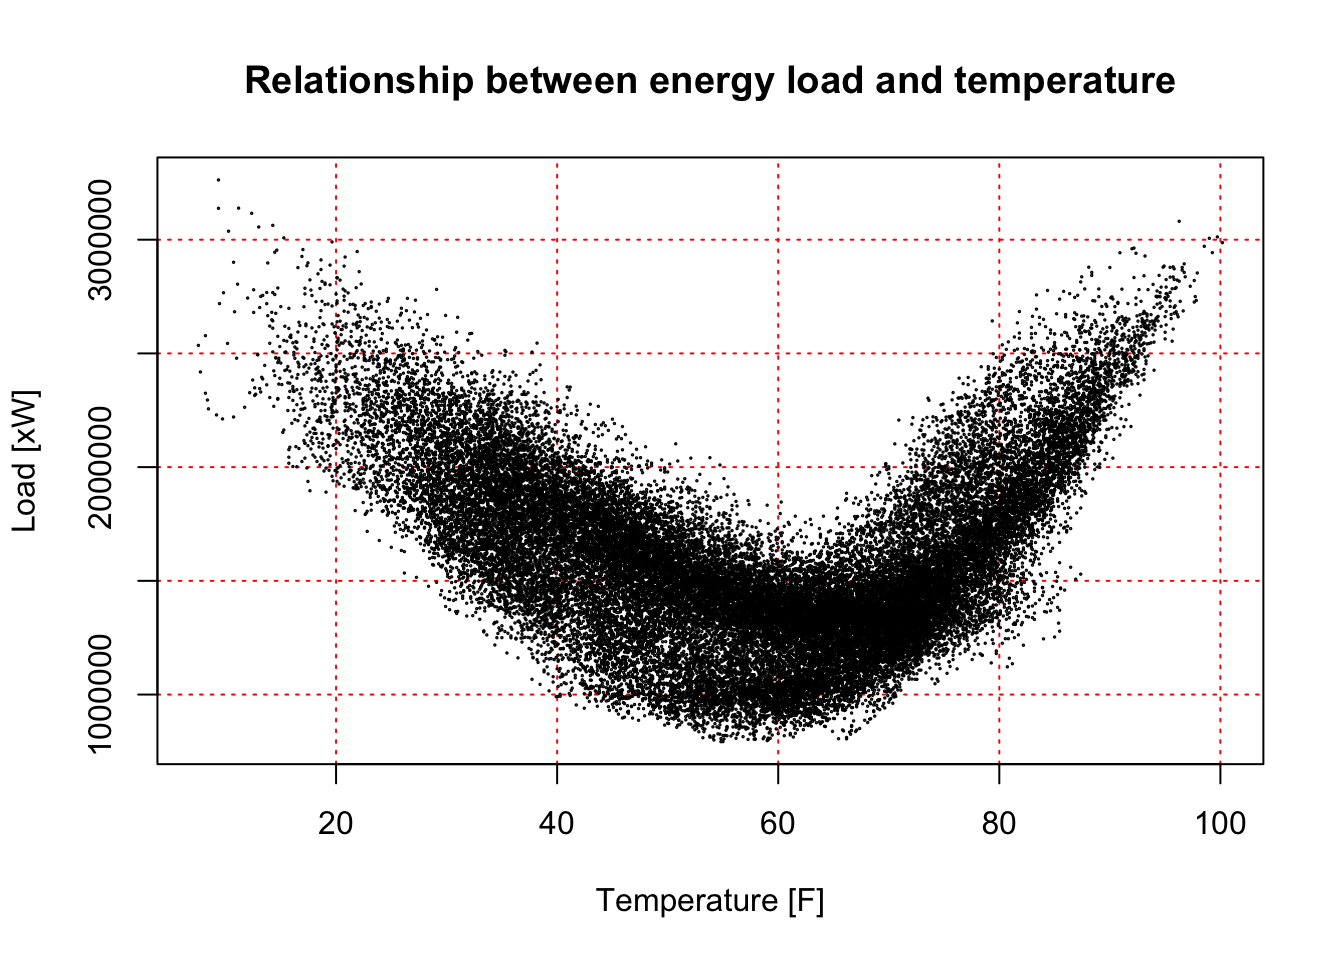 Relationship between energy load and temperature
3000000
2000000
1000000
Load [xW]
20 40 60 80 100
Temperature [F]